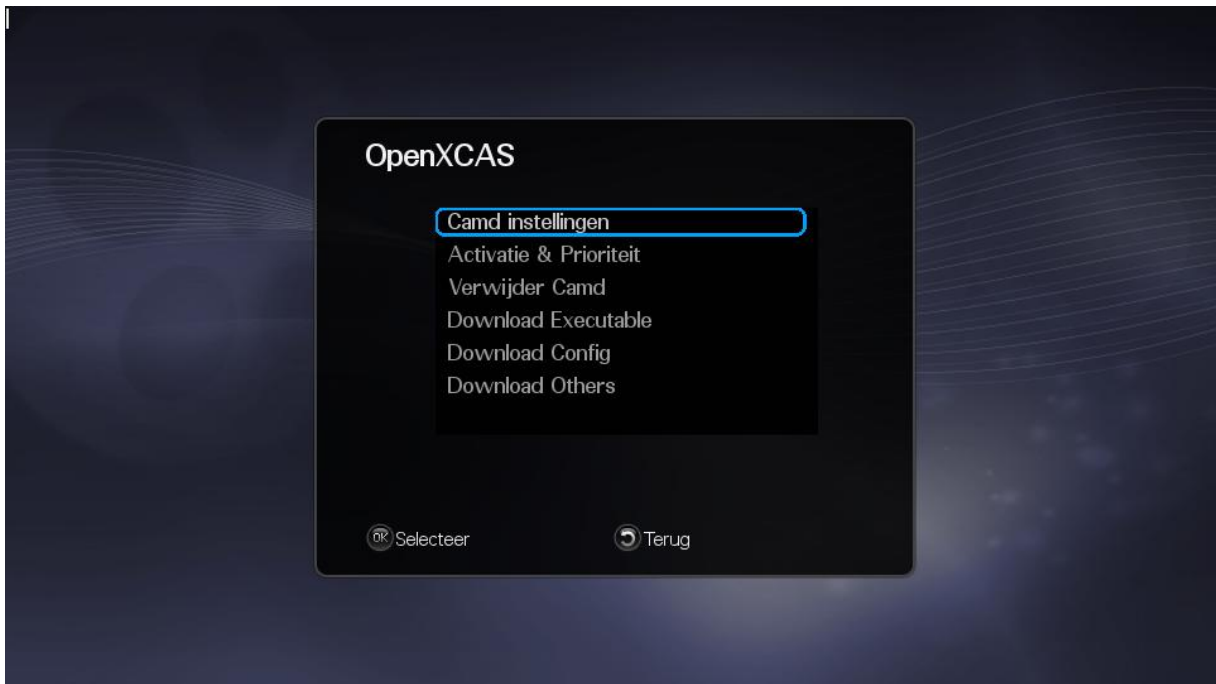 OpenXCAS
Camd instellingen
Activatie & Prioriteit
Verwijder Camd
Download Executable
Download Config
Download Others
OK Selecteer
Terug